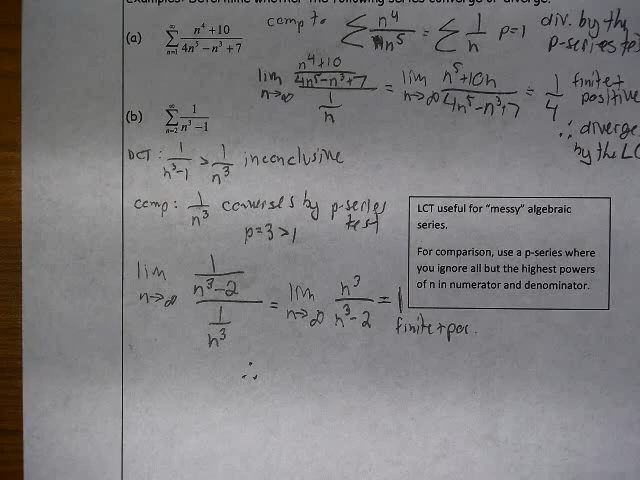 Examples: Determine whether the following series converge or diverge.
(a) ∑_{n=1}^{∞} (n⁴+10)/(4n⁵−n³+7) comp to ∑ n⁴/n⁵ = ∑ 1/n p=1 div. by the
p-series
lim_{n→∞} ((n⁴+10)/(4n⁵−n³+7))/(1/n) = lim_{n→∞} (n⁵+10n)/(4n⁵−n³+7) = 1/4 finite +
positive
∴ diverge
by the LC
(b) ∑_{n=2}^{∞} 1/(n³−1)
DCT: 1/(n³−1) > 1/n³ inconclusive
comp: 1/n³ converges by p-series
test
p=3>1
lim_{n→∞} (1/(n³−2))/(1/n³) = lim_{n→∞} n³/(n³−2) = 1
finite+pos.
∴
LCT useful for "messy" algebraic
series.
For comparison, use a p-series where
you ignore all but the highest powers
of n in numerator and denominator.